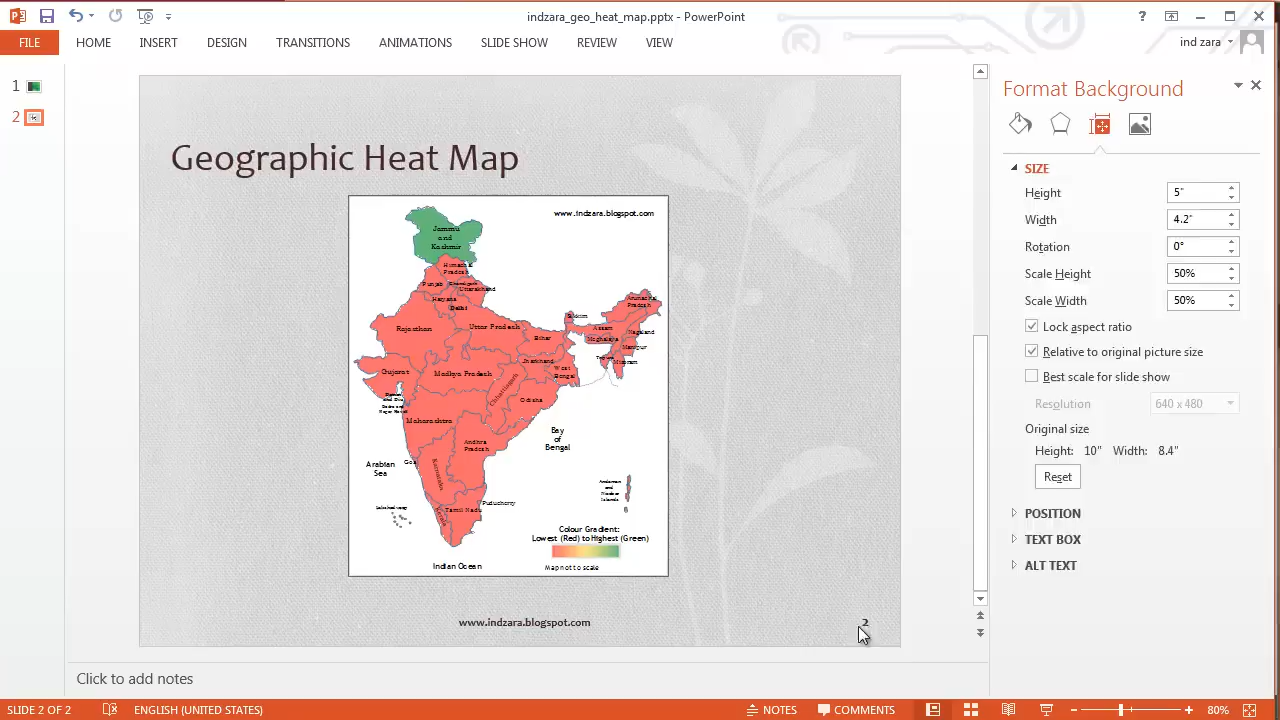 indzara_geo_heat_map.pptx - PowerPoint
?
FILE
HOME
INSERT
DESIGN
TRANSITIONS
ANIMATIONS
SLIDE SHOW
REVIEW
VIEW
ind zara
1
2
Geographic Heat Map
www.indzara.blogspot.com
Jammu
and
Kashmir
Himachal
Pradesh
Punjab
Uttarakhand
Haryana
Delhi
Rajasthan
Uttar Pradesh
Bihar
Sikkim
Arunachal
Pradesh
Assam
Nagaland
Meghalaya
Manipur
Mizoram
Gujarat
Madhya Pradesh
Jharkhand
West
Bengal
Chhattisgarh
Odisha
Maharashtra
Andhra
Pradesh
Bay
of
Bengal
Arabian
Sea
Goa
Karnataka
Andaman
and
Nicobar
Islands
Lakshadweep
Puducherry
Tamil Nadu
Kerala
Colour Gradient:
Lowest (Red) to Highest (Green)
Map not to scale
Indian Ocean
www.indzara.blogspot.com
2
Click to add notes
Format Background
SIZE
Height 5"
Width 4.2"
Rotation 0°
Scale Height 50%
Scale Width 50%
Lock aspect ratio
Relative to original picture size
Best scale for slide show
Resolution 640 x 480
Original size
Height: 10" Width: 8.4"
Reset
POSITION
TEXT BOX
ALT TEXT
SLIDE 2 OF 2
ENGLISH (UNITED STATES)
NOTES
COMMENTS
80%